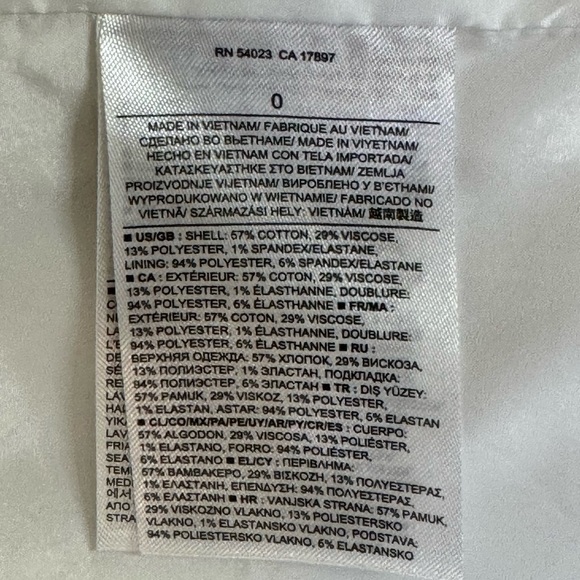 RN 54023 CA 17897
0
MADE IN VIETNAM/ FABRIQUE AU VIETNAM/
СДЕЛАНО ВО ВЬЕТНАМЕ/ MADE IN VIYETNAM/
HECHO EN VIETNAM CON TELA IMPORTADA/
ΚΑΤΑΣΚΕΥΑΣΤΗΚΕ ΣΤΟ ΒΙΕΤΝΑΜ/ ZEMLJA
PROIZVODNJE VIJETNAM/ ВИРОБЛЕНО У В'ЄТНАМІ/
WYPRODUKOWANO W WIETNAMIE/ FABRICADO NO
VIETNÃ/ SZÁRMAZÁSI HELY: VIETNÁM/ 越南製造
■ US/GB : SHELL: 57% COTTON, 29% VISCOSE,
13% POLYESTER, 1% SPANDEX/ELASTANE,
LINING: 94% POLYESTER, 6% SPANDEX/ELASTANE
■ CA : EXTÉRIEUR: 57% COTON, 29% VISCOSE,
13% POLYESTER, 1% ÉLASTHANNE, DOUBLURE:
94% POLYESTER, 6% ÉLASTHANNE ■ FR/MA :
EXTÉRIEUR: 57% COTON, 29% VISCOSE,
13% POLYESTER, 1% ÉLASTHANNE, DOUBLURE:
94% POLYESTER, 6% ÉLASTHANNE ■ RU :
ВЕРХНЯЯ ОДЕЖДА: 57% ХЛОПОК, 29% ВИСКОЗА,
13% ПОЛИЭСТЕР, 1% ЭЛАСТАН, ПОДКЛАДКА:
94% ПОЛИЭСТЕР, 6% ЭЛАСТАН ■ TR : DIŞ YÜZEY:
57% PAMUK, 29% VİSKOZ, 13% POLYESTER,
1% ELASTAN, ASTAR: 94% POLYESTER, 6% ELASTAN
■ CL/CO/MX/PA/PE/UY/AR/PY/CR/ES : CUERPO:
57% ALGODON, 29% VISCOSA, 13% POLIÉSTER,
1% ELASTANO, FORRO: 94% POLIÉSTER,
6% ELASTANO ■ EL/CY : ΠΕΡΙΒΛΗΜΑ:
57% ΒΑΜΒΑΚΕΡΟ, 29% ΒΙΣΚΟΖΗ, 13% ΠΟΛΥΕΣΤΕΡΑΣ,
1% ΕΛΑΣΤΑΝΗ, ΕΠΕΝΔΥΣΗ: 94% ΠΟΛΥΕΣΤΕΡΑΣ,
6% ΕΛΑΣΤΑΝΗ ■ HR : VANJSKA STRANA: 57% PAMUK,
29% VISKOZNO VLAKNO, 13% POLIESTERSKO
VLAKNO, 1% ELASTANSKO VLAKNO, PODSTAVA:
94% POLIESTERSKO VLAKNO, 6% ELASTANSKO